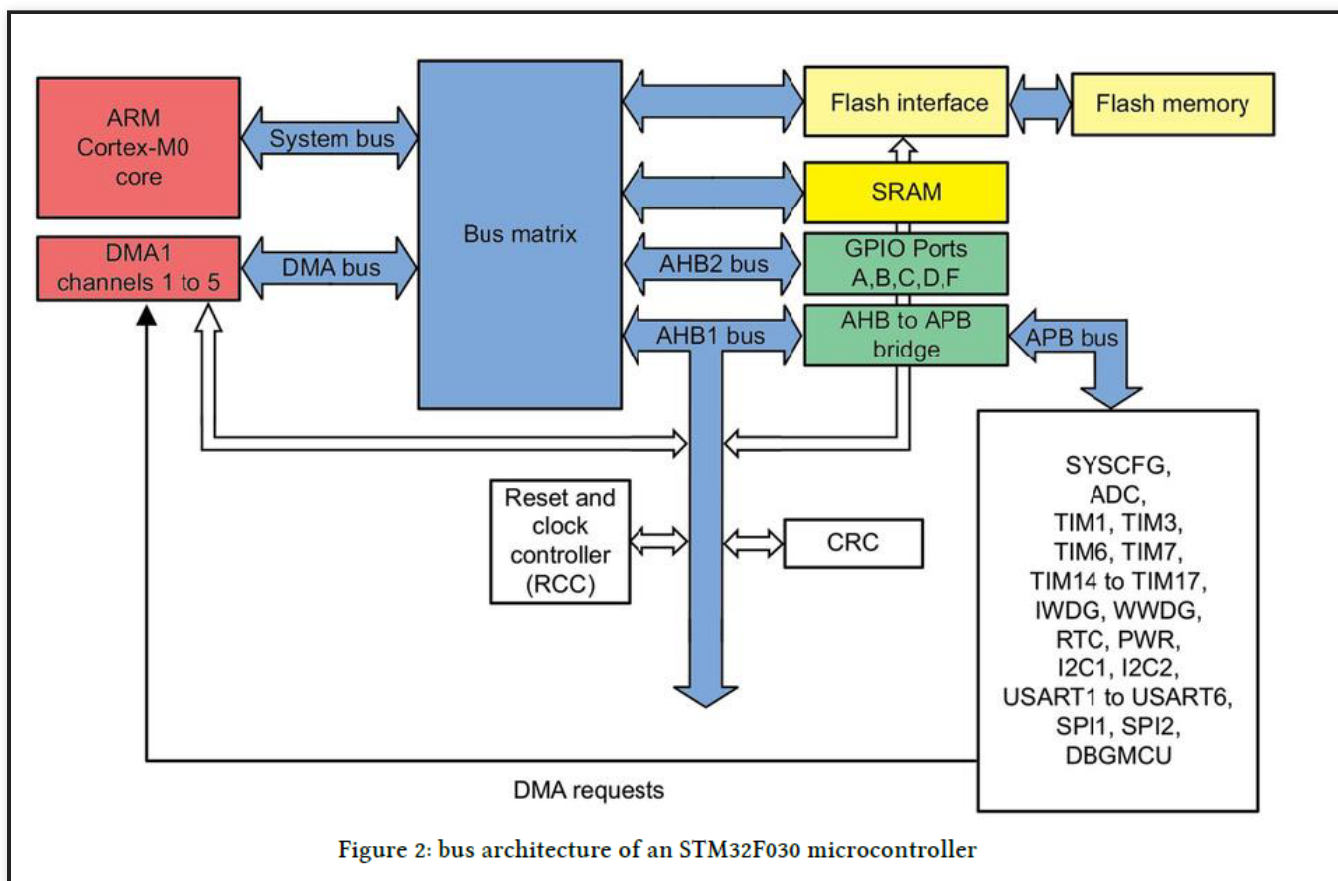 ARM
Cortex-M0
core
System bus
Bus matrix
Flash interface
Flash memory
SRAM
DMA1
channels 1 to 5
DMA bus
AHB2 bus
GPIO Ports
A,B,C,D,F
AHB1 bus
AHB to APB
bridge
APB bus
Reset and
clock
controller
(RCC)
CRC
SYSCFG,
ADC,
TIM1, TIM3,
TIM6, TIM7,
TIM14 to TIM17,
IWDG, WWDG,
RTC, PWR,
I2C1, I2C2,
USART1 to USART6,
SPI1, SPI2,
DBGMCU
DMA requests
Figure 2: bus architecture of an STM32F030 microcontroller